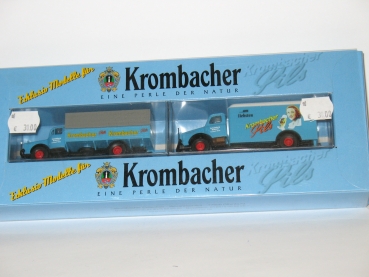 Exklusiv Modelle für
Krombacher
EINE PERLE DER NATUR
Krombacher
Pils
Krombacher
Pils
Exklusiv Modelle für
Krombacher
EINE PERLE DER NATUR
Krombacher
Pils